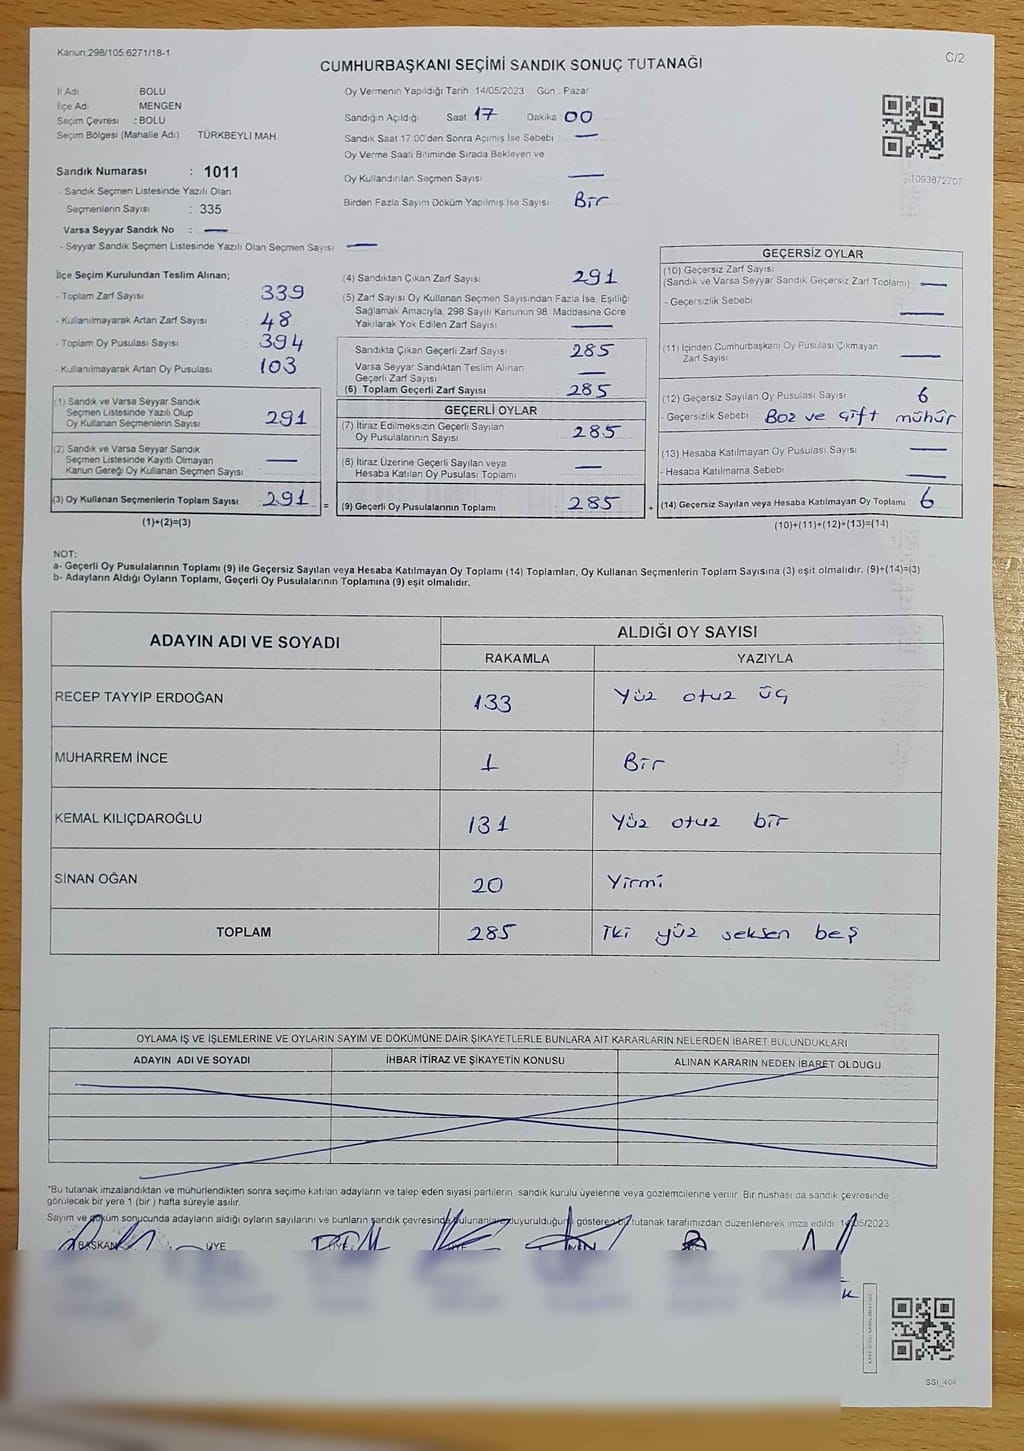 Kanun;298/105,6271/18-1
C/2
CUMHURBAŞKANI SEÇİMİ SANDIK SONUÇ TUTANAĞI
İl Adı : BOLU
İlçe Adı : MENGEN
Seçim Çevresi : BOLU
Seçim Bölgesi (Mahalle Adı) : TÜRKBEYLİ MAH.
Sandık Numarası : 1011
- Sandık Seçmen Listesinde Yazılı Olan
Seçmenlerin Sayısı : 335
Varsa Seyyar Sandık No : —
- Seyyar Sandık Seçmen Listesinde Yazılı Olan Seçmen Sayısı : —
Oy Vermenin Yapıldığı Tarih : 14/05/2023 Gün : Pazar
Sandığın Açıldığı Saat 17 Dakika 00
Sandık Saat 17:00'den Sonra Açımış İse Sebebi : —
Oy Verme Saati Bitiminde Sırada Bekleyen ve
Oy Kullandırılan Seçmen Sayısı —
Birden Fazla Sayım Döküm Yapılmış İse Sayısı Bir
1093872707
İlçe Seçim Kurulundan Teslim Alınan;
- Toplam Zarf Sayısı : 339
- Kullanılmayarak Artan Zarf Sayısı : 48
- Toplam Oy Pusulası Sayısı : 394
- Kullanılmayarak Artan Oy Pusulası : 103
(1) Sandık ve Varsa Seyyar Sandık
Seçmen Listesinde Yazılı Olup
Oy Kullanan Seçmenlerin Sayısı : 291
(2) Sandık ve Varsa Seyyar Sandık
Seçmen Listesinde Kayıtlı Olmayan
Kanun Gereği Oy Kullanan Seçmen Sayısı : —
(3) Oy Kullanan Seçmenlerin Toplam Sayısı : 291
(1)+(2)=(3)
(4) Sandıktan Çıkan Zarf Sayısı 291
(5) Zarf Sayısı Oy Kullanan Seçmen Sayısından Fazla İse, Eşitliği
Sağlamak Amacıyla, 298 Sayılı Kanunun 98. Maddesine Göre
Yakılarak Yok Edilen Zarf Sayısı —
Sandıkta Çıkan Geçerli Zarf Sayısı 285
Varsa Seyyar Sandıktan Teslim Alınan
Geçerli Zarf Sayısı —
(6) Toplam Geçerli Zarf Sayısı 285
GEÇERLİ OYLAR
(7) İtiraz Edilmeksizin Geçerli Sayılan
Oy Pusulalarının Sayısı : 285
(8) İtiraz Üzerine Geçerli Sayılan veya
Hesaba Katılan Oy Pusulası Toplamı : —
= (9) Geçerli Oy Pusulalarının Toplamı : 285
GEÇERSİZ OYLAR
(10) Geçersiz Zarf Sayısı
(Sandık ve Varsa Seyyar Sandık Geçersiz Zarf Toplamı) : —
- Geçersizlik Sebebi : —
(11) İçinden Cumhurbaşkanı Oy Pusulası Çıkmayan
Zarf Sayısı : —
(12) Geçersiz Sayılan Oy Pusulası Sayısı : 6
- Geçersizlik Sebebi : Boz ve çift mühür
(13) Hesaba Katılmayan Oy Pusulası Sayısı : —
- Hesaba Katılmama Sebebi : —
+ (14) Geçersiz Sayılan veya Hesaba Katılmayan Oy Toplamı : 6
(10)+(11)+(12)+(13)=(14)
NOT:
a- Geçerli Oy Pusulalarının Toplamı (9) ile Geçersiz Sayılan veya Hesaba Katılmayan Oy Toplamı (14) Toplamları, Oy Kullanan Seçmenlerin Toplam Sayısına (3) eşit olmalıdır. (9)+(14)=(3)
b- Adayların Aldığı Oyların Toplamı, Geçerli Oy Pusulalarının Toplamına (9) eşit olmalıdır.
ADAYIN ADI VE SOYADI
ALDIĞI OY SAYISI
RAKAMLA YAZIYLA
RECEP TAYYİP ERDOĞAN 133 Yüz otuz üç
MUHARREM İNCE 1 Bir
KEMAL KILIÇDAROĞLU 131 Yüz otuz bir
SİNAN OĞAN 20 Yirmi
TOPLAM 285 İki yüz seksen beş
OYLAMA İŞ VE İŞLEMLERİNE VE OYLARIN SAYIM VE DÖKÜMÜNE DAİR ŞİKAYETLERLE BUNLARA AİT KARARLARIN NELERDEN İBARET BULUNDUKLARI
ADAYIN ADI VE SOYADI İHBAR İTİRAZ VE ŞİKAYETİN KONUSU ALINAN KARARIN NEDEN İBARET OLDUGU
*Bu tutanak imzalandıktan ve mühürlendikten sonra seçime katılan adayların ve talep eden siyasi partilerin sandık kurulu üyelerine veya gözlemcilerine verilir. Bir nüshası da sandık çevresinde
görülecek bir yere 1 (bir ) hafta süreyle asılır.
Sayım ve döküm sonucunda adayların aldığı oyların sayılarını ve bunların sandık çevresinde bulunanlara duyurulduğunu gösteren bu tutanak tarafımızdan düzenlenerek imza edildi. 14/05/2023
BAŞKAN ÜYE ÜYE ÜYE
SSI_404